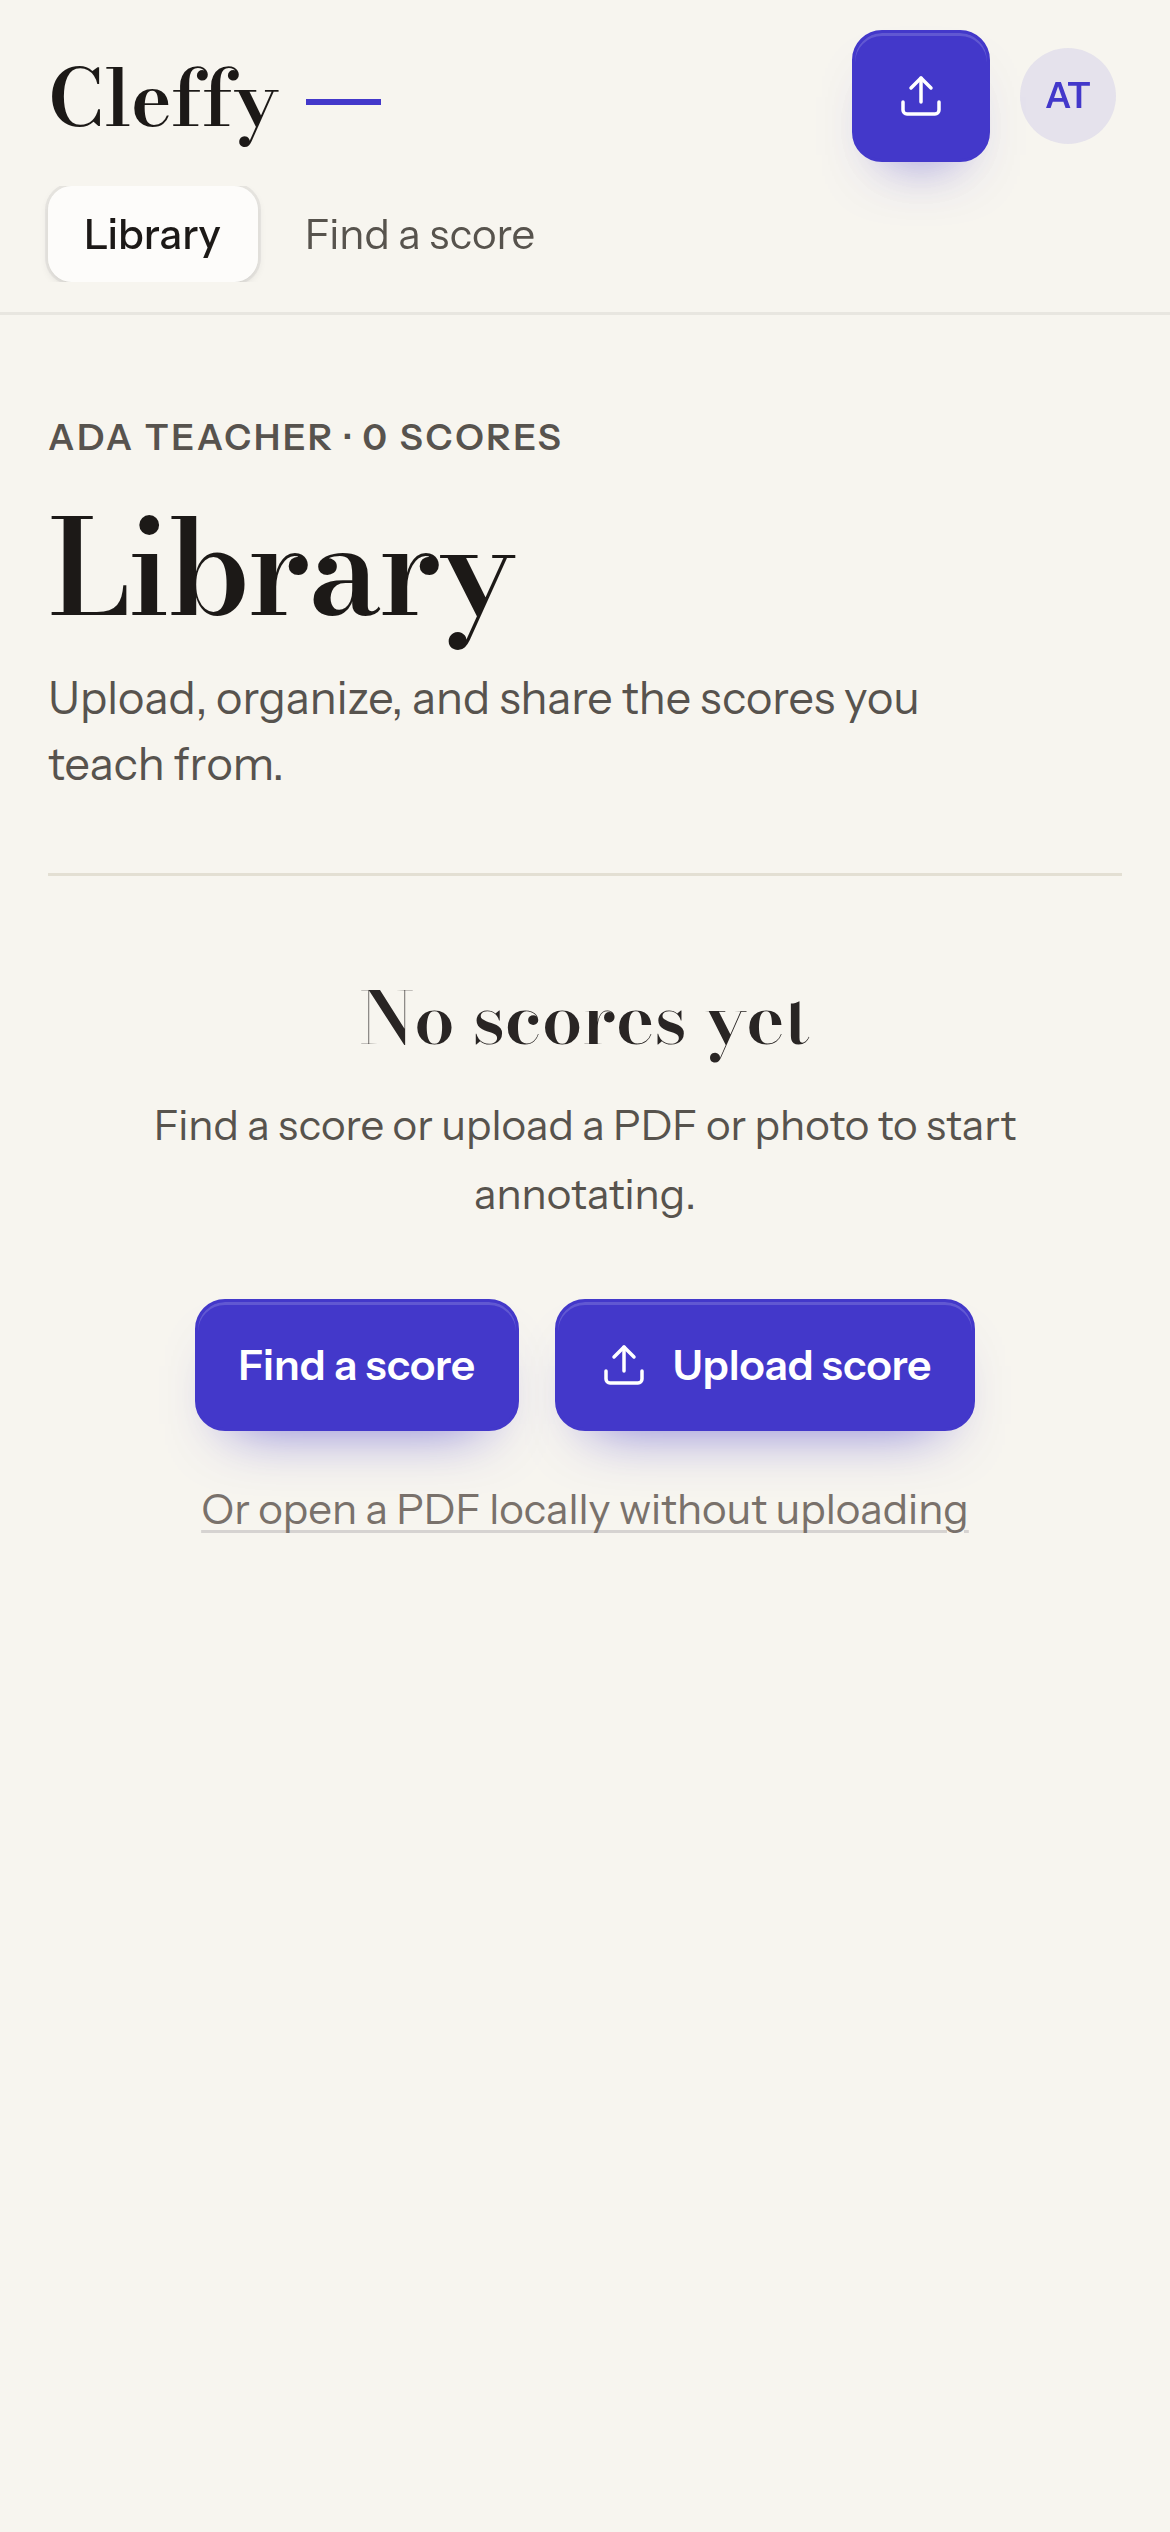 Cleffy
AT
Library
Find a score
ADA TEACHER · 0 SCORES
Library
Upload, organize, and share the scores you
teach from.
No scores yet
Find a score or upload a PDF or photo to start
annotating.
Find a score
Upload score
Or open a PDF locally without uploading